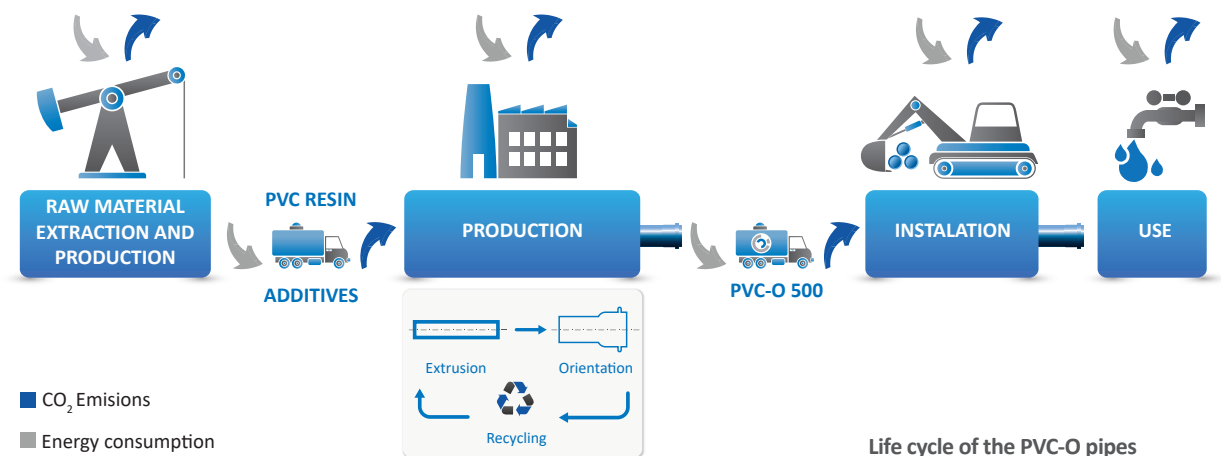 RAW MATERIAL
EXTRACTION AND
PRODUCTION
PVC RESIN
ADDITIVES
PRODUCTION
PVC-O 500
INSTALATION
USE
Extrusion
Orientation
Recycling
CO2 Emisions
Energy consumption
Life cycle of the PVC-O pipes